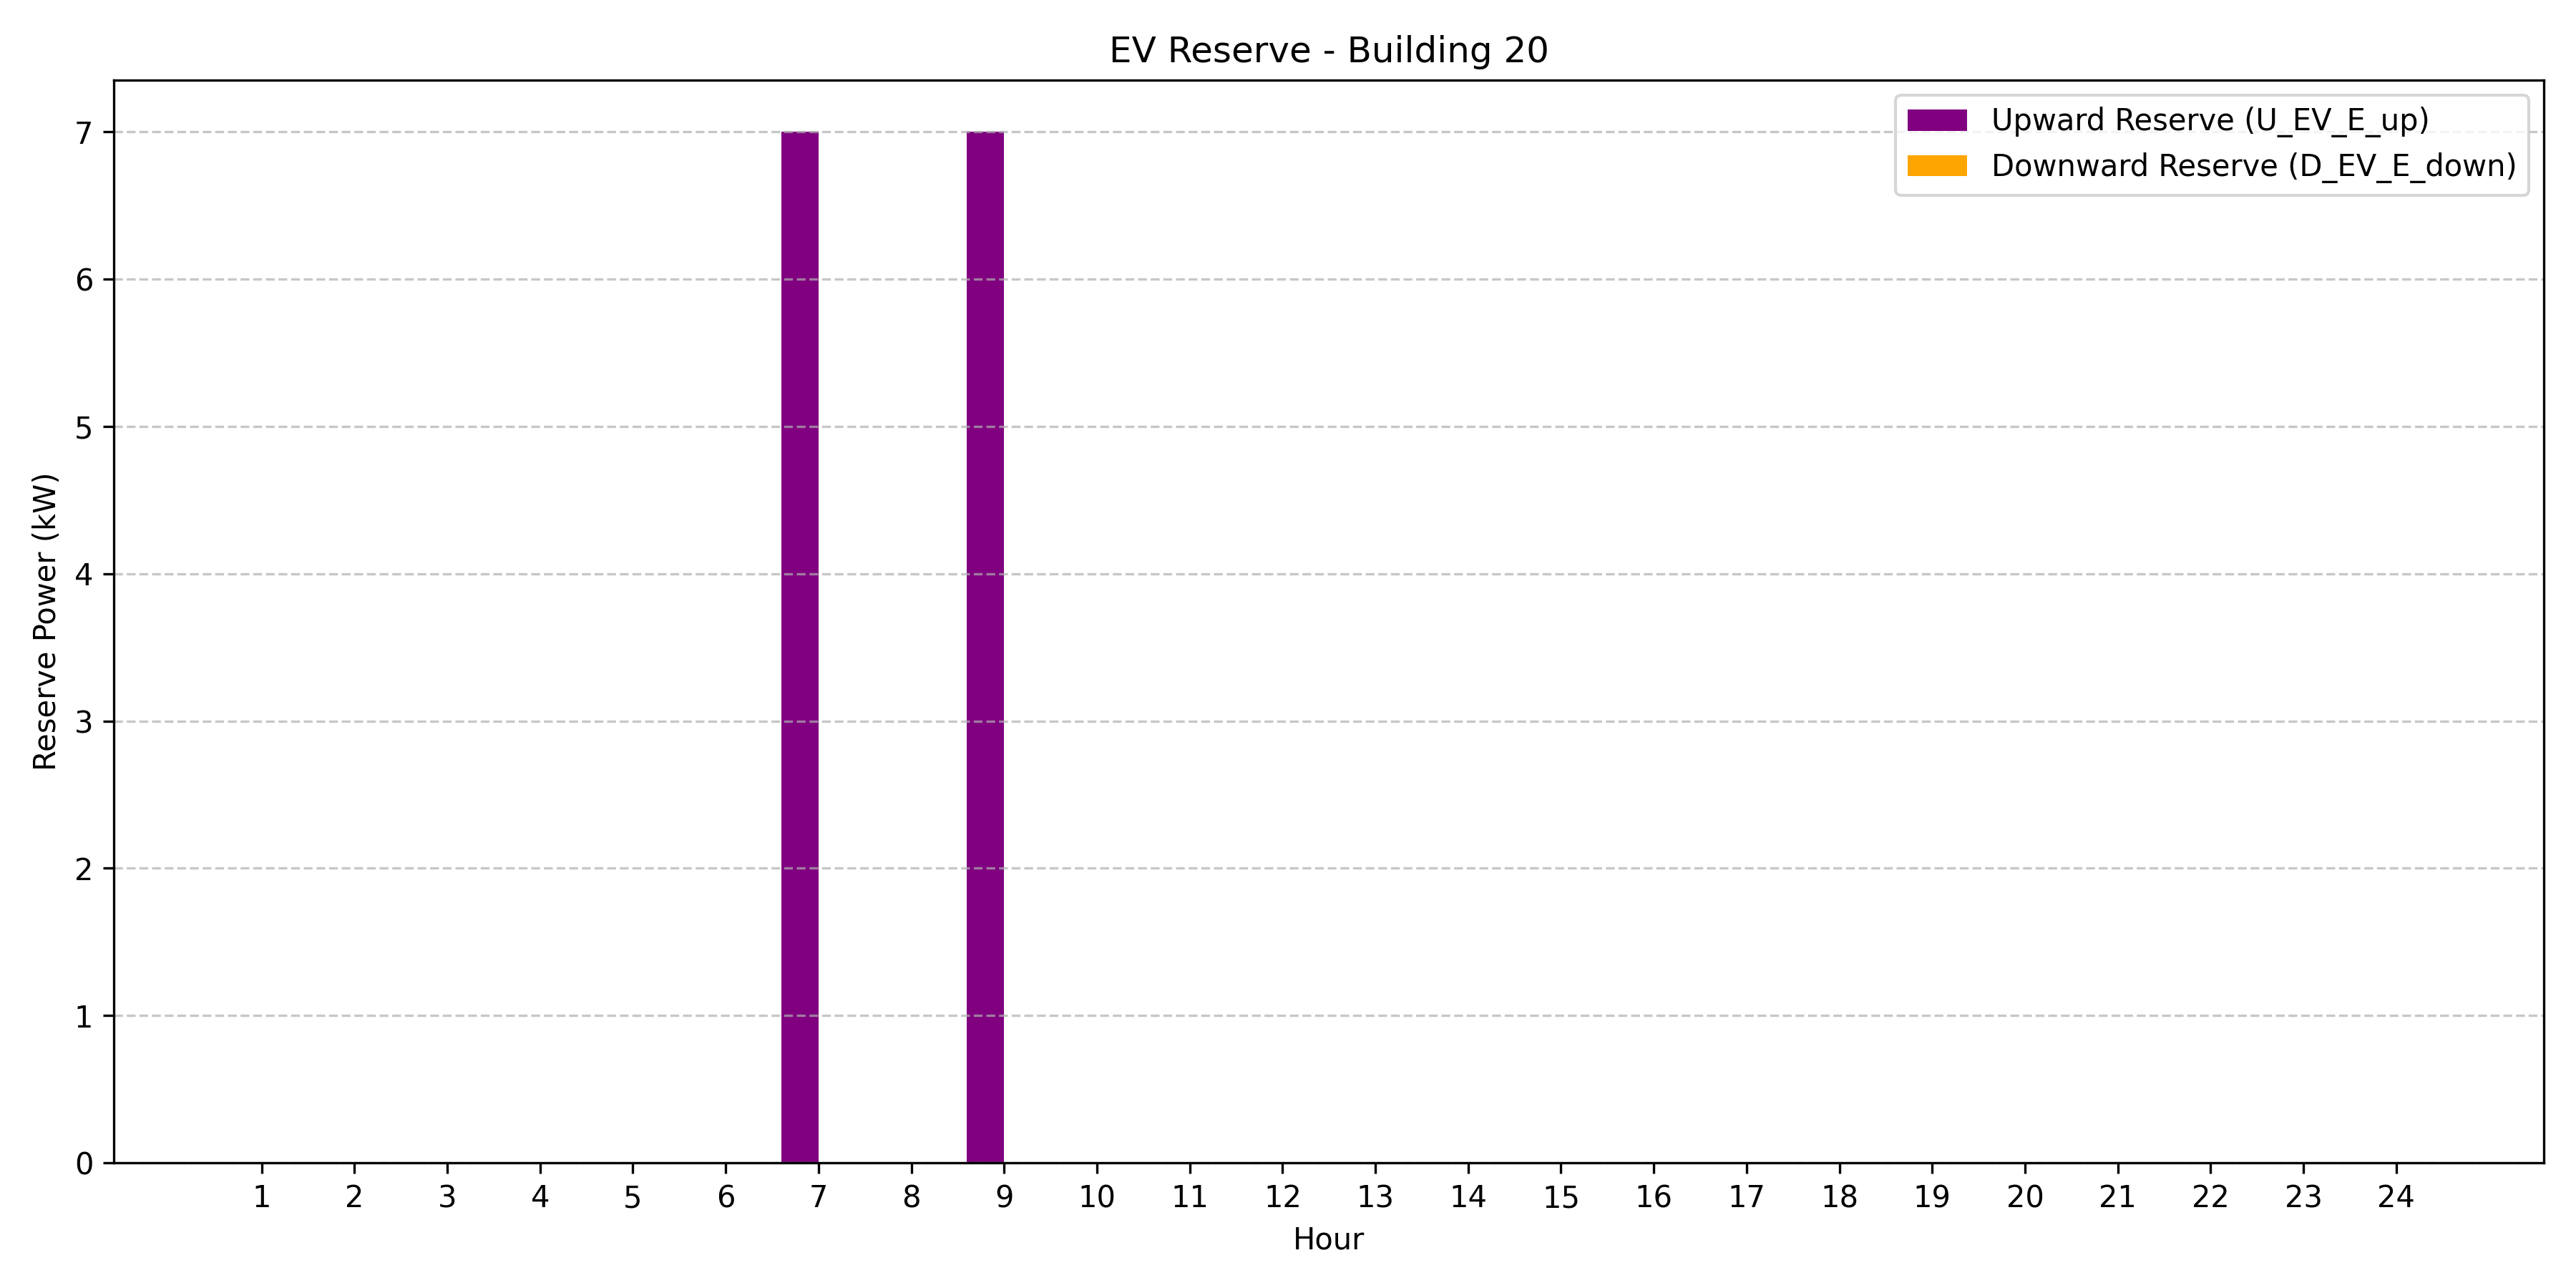 EV Reserve - Building 20
Upward Reserve (U_EV_E_up)
Downward Reserve (D_EV_E_down)
Reserve Power (kW)
7
6
5
4
3
2
1
0
1 2 3 4 5 6 7 8 9 10 11 12 13 14 15 16 17 18 19 20 21 22 23 24
Hour